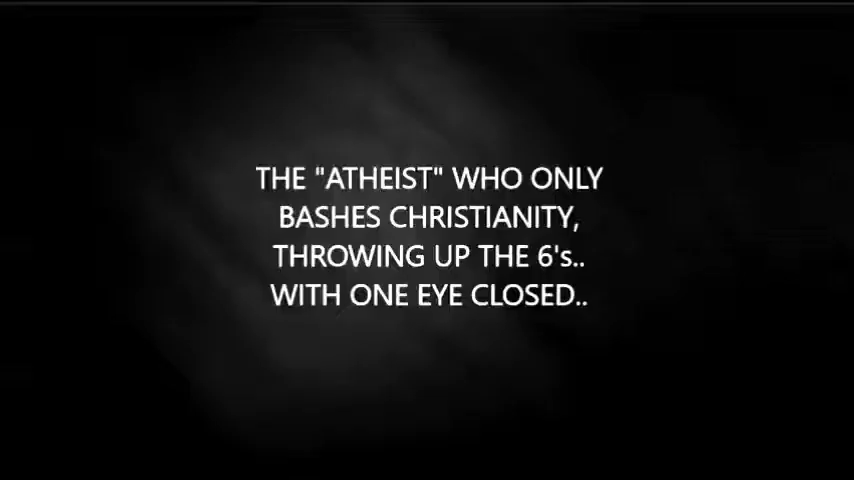 THE "ATHEIST" WHO ONLY
BASHES CHRISTIANITY,
THROWING UP THE 6's..
WITH ONE EYE CLOSED..